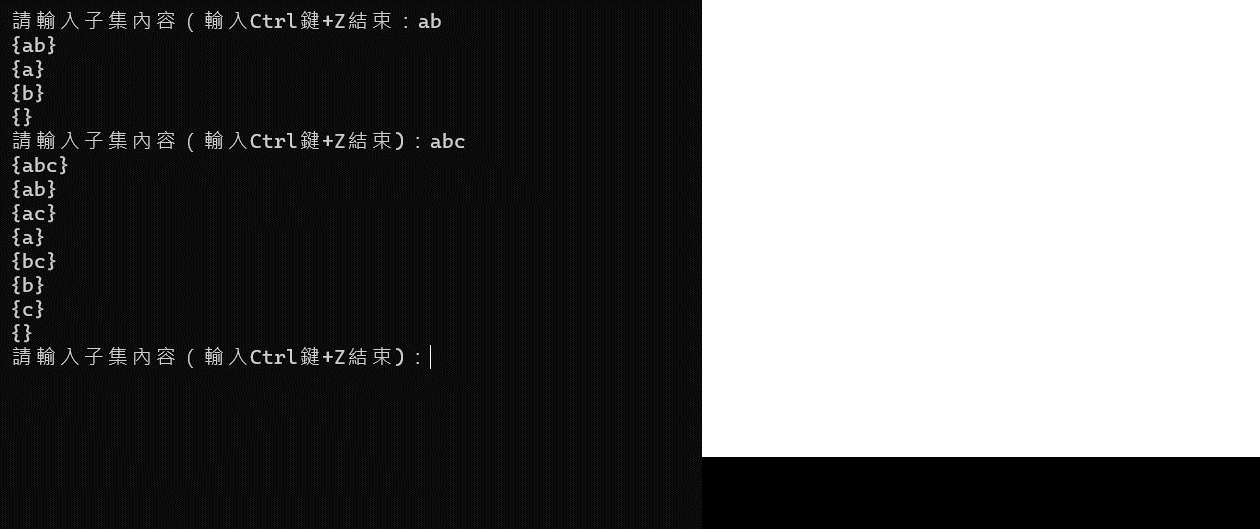 請輸入子集內容(輸入Ctrl鍵+Z結束:ab
{ab}
{a}
{b}
{}
請輸入子集內容(輸入Ctrl鍵+Z結束):abc
{abc}
{ab}
{ac}
{a}
{bc}
{b}
{c}
{}
請輸入子集內容(輸入Ctrl鍵+Z結束):